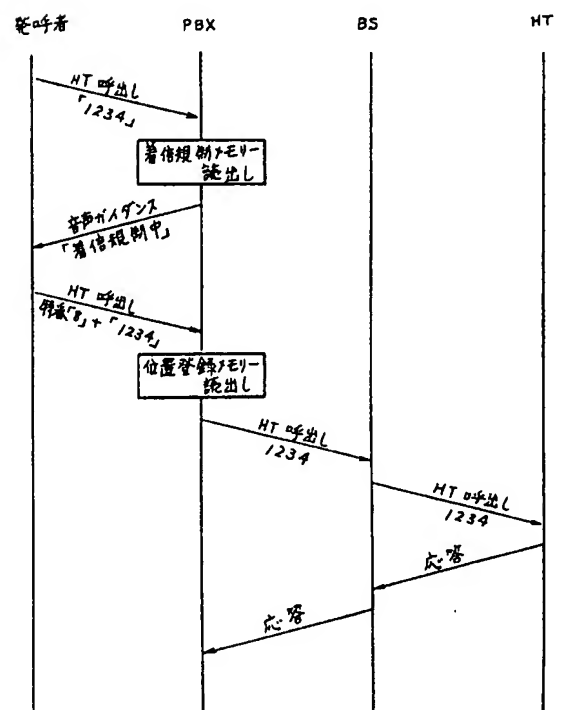 発呼者 PBX BS HT
HT 呼出し
「1234」
着信規制メモリー
読出し
音声ガイダンス
「着信規制中」
HT 呼出し
特番「8」+「1234」
位置登録メモリー
読出し
HT 呼出し
1234
HT 呼出し
1234
応答
応答